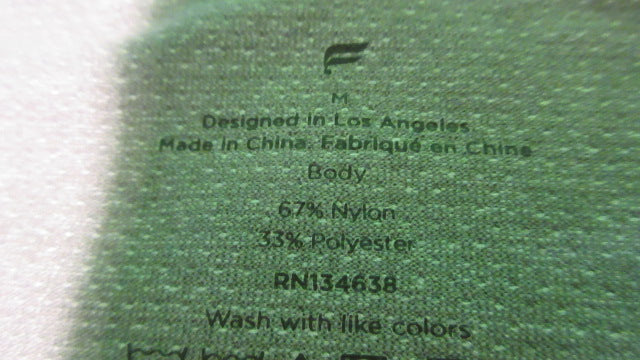 M
Designed in Los Angeles
Made in China. Fabriqué en Chine
Body
67% Nylon
33% Polyester
RN134638
Wash with like colors